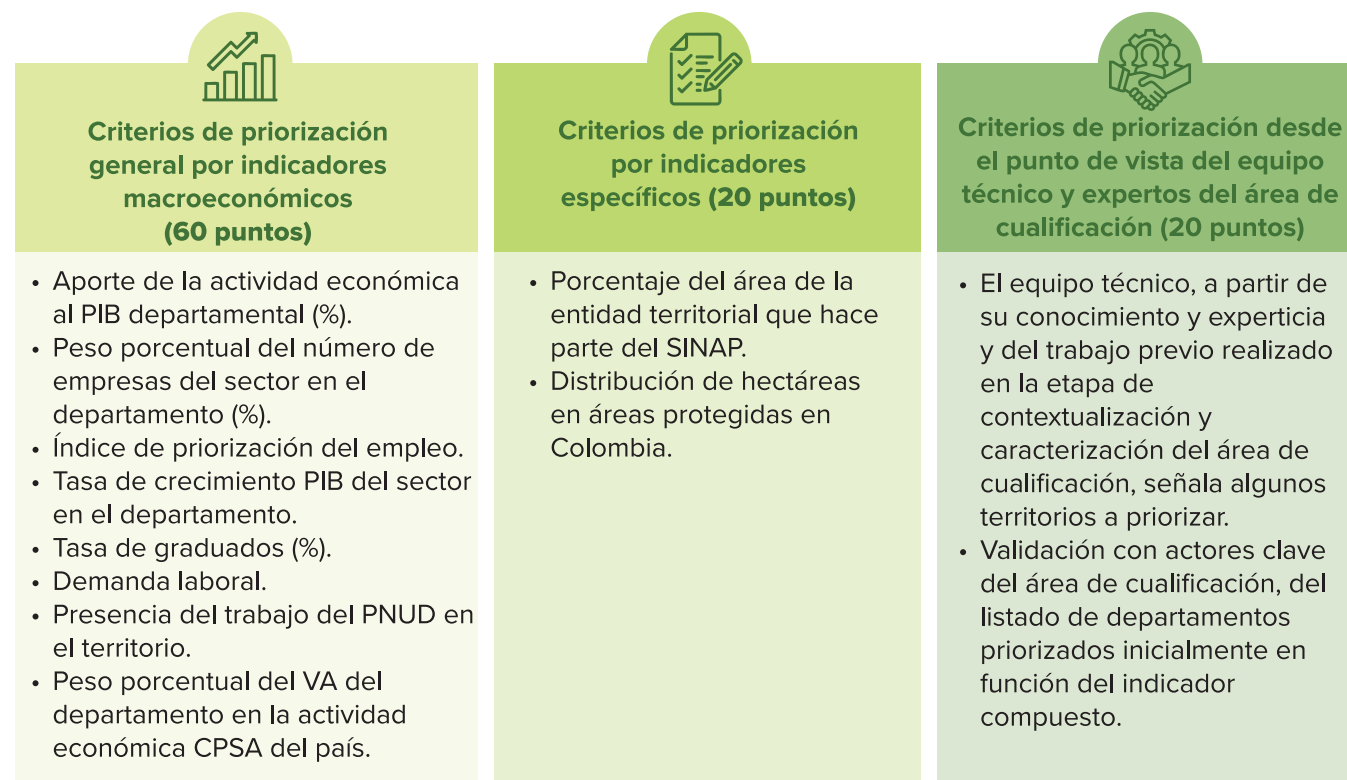 Criterios de priorización
general por indicadores
macroeconómicos
(60 puntos)
• Aporte de la actividad económica
al PIB departamental (%).
• Peso porcentual del número de
empresas del sector en el
departamento (%).
• Índice de priorización del empleo.
• Tasa de crecimiento PIB del sector
en el departamento.
• Tasa de graduados (%).
• Demanda laboral.
• Presencia del trabajo del PNUD en
el territorio.
• Peso porcentual del VA del
departamento en la actividad
económica CPSA del país.
Criterios de priorización
por indicadores
específicos (20 puntos)
• Porcentaje del área de la
entidad territorial que hace
parte del SINAP.
• Distribución de hectáreas
en áreas protegidas en
Colombia.
Criterios de priorización desde
el punto de vista del equipo
técnico y expertos del área de
cualificación (20 puntos)
• El equipo técnico, a partir de
su conocimiento y experticia
y del trabajo previo realizado
en la etapa de
contextualización y
caracterización del área de
cualificación, señala algunos
territorios a priorizar.
• Validación con actores clave
del área de cualificación, del
listado de departamentos
priorizados inicialmente en
función del indicador
compuesto.